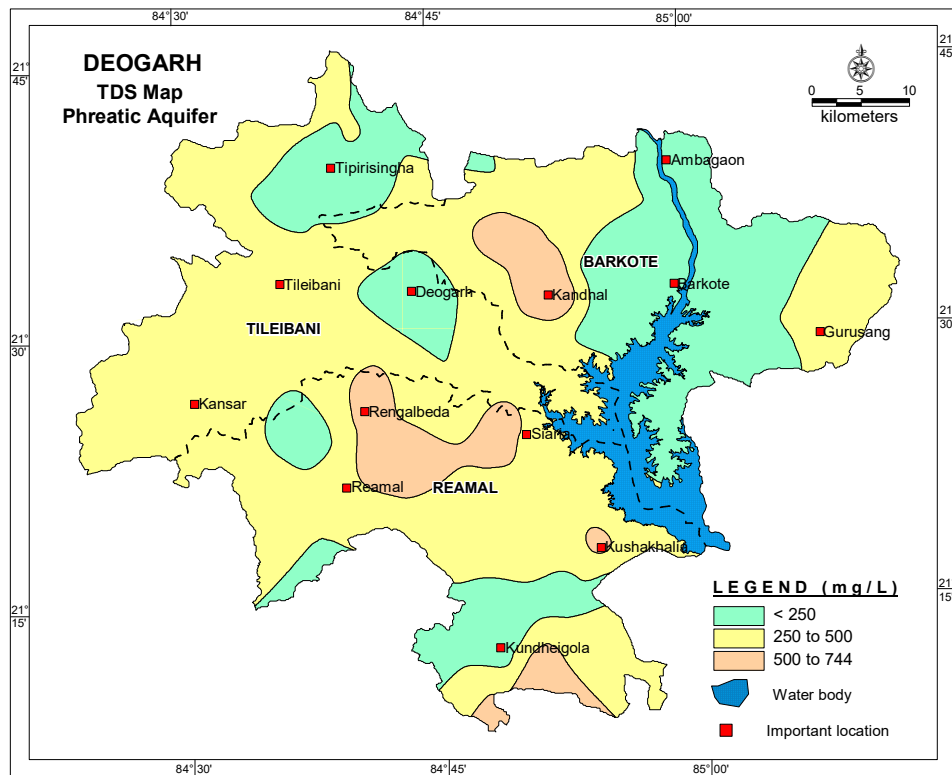 84°30' 84°45' 85°00'
DEOGARH
TDS Map
Phreatic Aquifer
21°
45'
21°
45'
0 5 10
kilometers
Tipirisingha
Ambagaon
BARKOTE
Tileibani
Deogarh
Kandhal
Barkote
TILEIBANI
Gurusang
21°
30'
21°
30'
Kansar
Rengalbeda
Siaria
Reamal
REAMAL
Kushakhalia
LEGEND (mg/L)
< 250
250 to 500
500 to 744
Water body
Important location
21°
15'
21°
15'
Kundheigola
84°30' 84°45' 85°00'